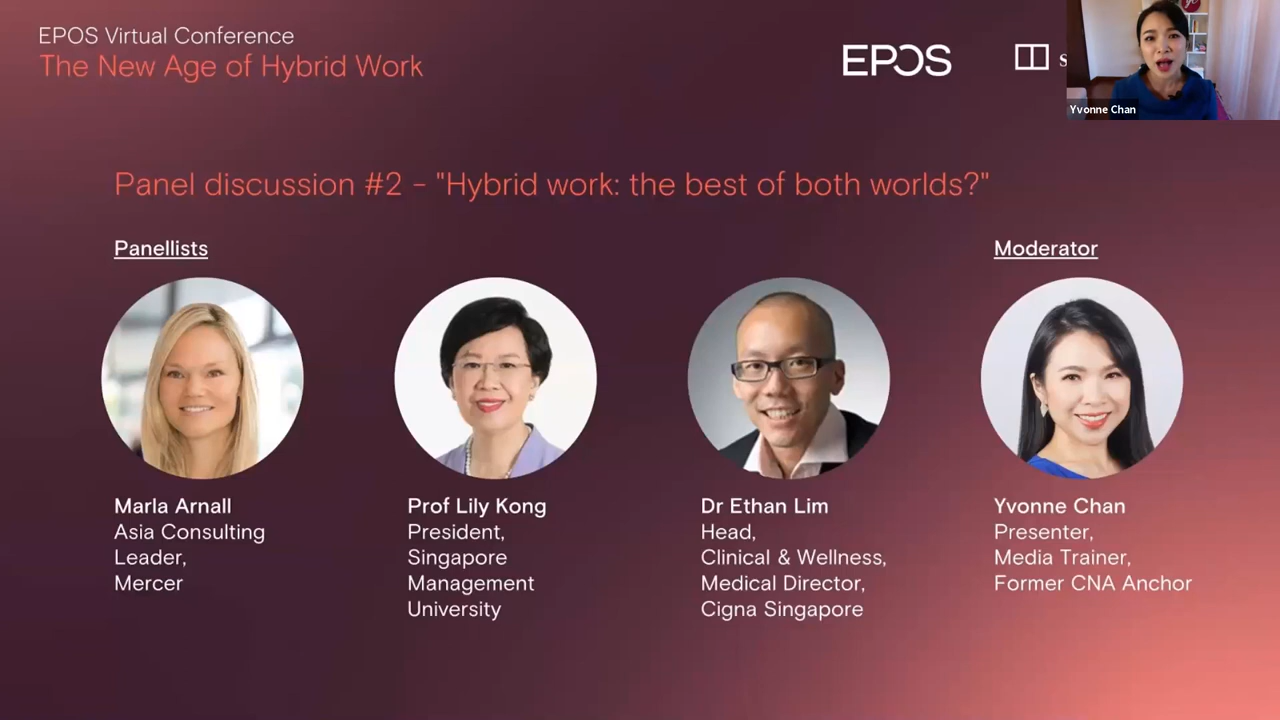 EPOS Virtual Conference
The New Age of Hybrid Work
EPOS
Yvonne Chan
Panel discussion #2 - "Hybrid work: the best of both worlds?"
Panellists
Moderator
Marla Arnall
Asia Consulting
Leader,
Mercer
Prof Lily Kong
President,
Singapore
Management
University
Dr Ethan Lim
Head,
Clinical & Wellness,
Medical Director,
Cigna Singapore
Yvonne Chan
Presenter,
Media Trainer,
Former CNA Anchor